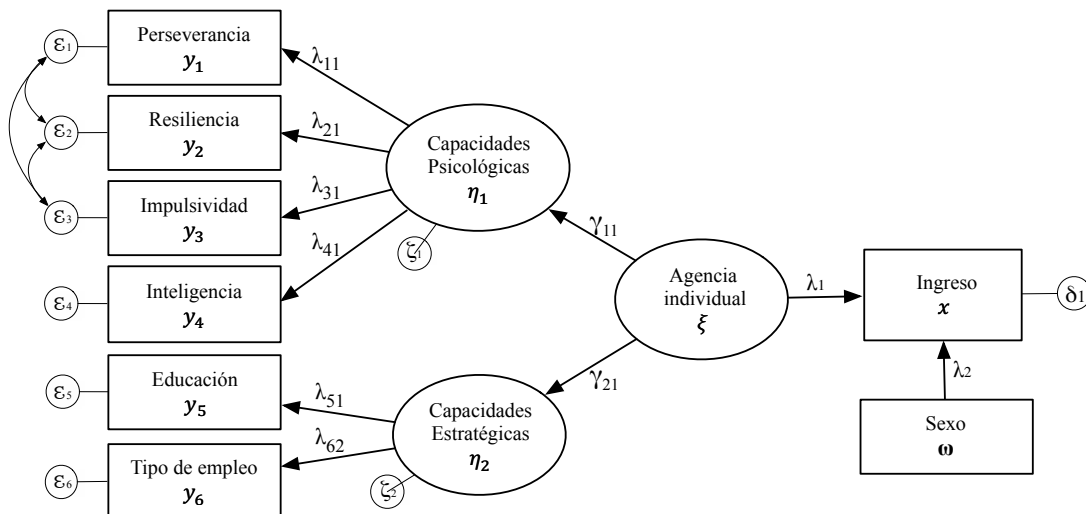 ε1
Perseverancia
y1
λ11
ε2
Resiliencia
y2
λ21
ε3
Impulsividad
y3
λ31
ε4
Inteligencia
y4
λ41
Capacidades
Psicológicas
η1
ζ1
γ11
Agencia
individual
ξ
λ1
Ingreso
x
δ1
λ2
Sexo
ω
γ21
ε5
Educación
y5
λ51
ε6
Tipo de empleo
y6
λ62
Capacidades
Estratégicas
η2
ζ2